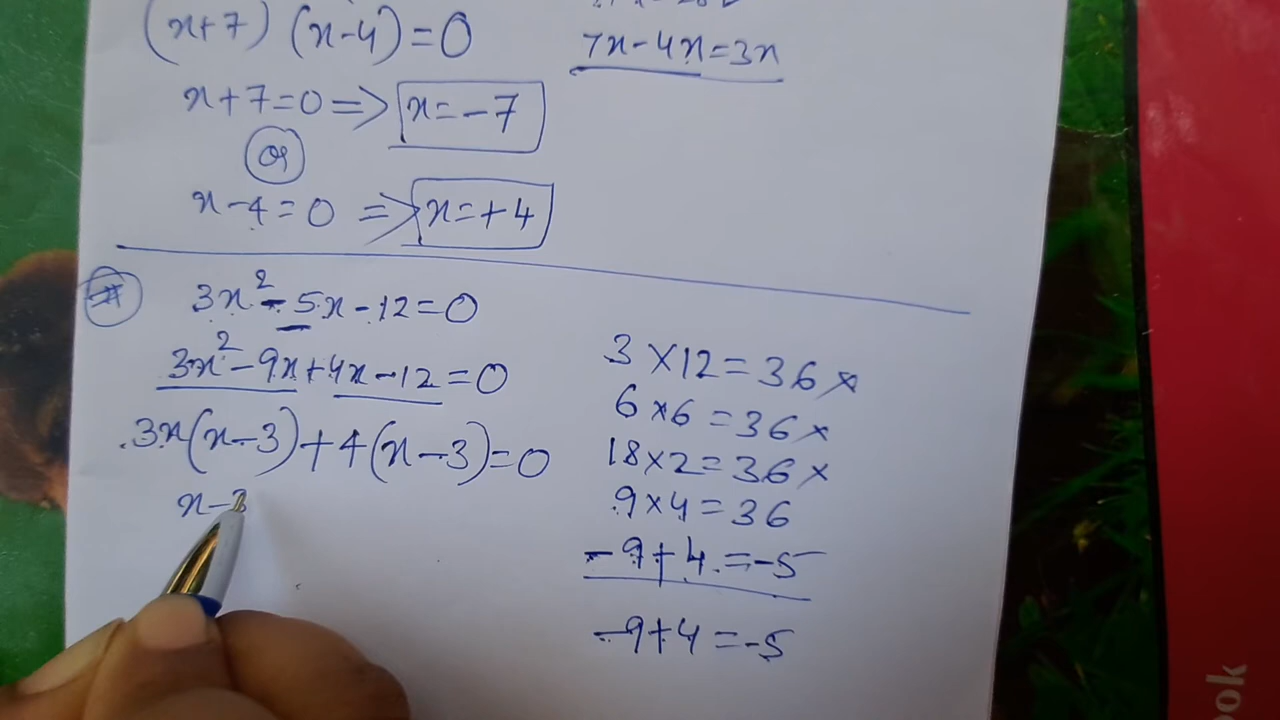 (x+7) (x-4)=0
7x-4x=3x
x+7=0 => x=-7
or
x-4=0 => x=+4
3x²-5x-12=0
3x²-9x+4x-12=0
3x(x-3)+4(x-3)=0
x-3
3×12=36×
6×6=36×
18×2=36×
9×4=36
-9+4=-5
-9+4=-5
ok